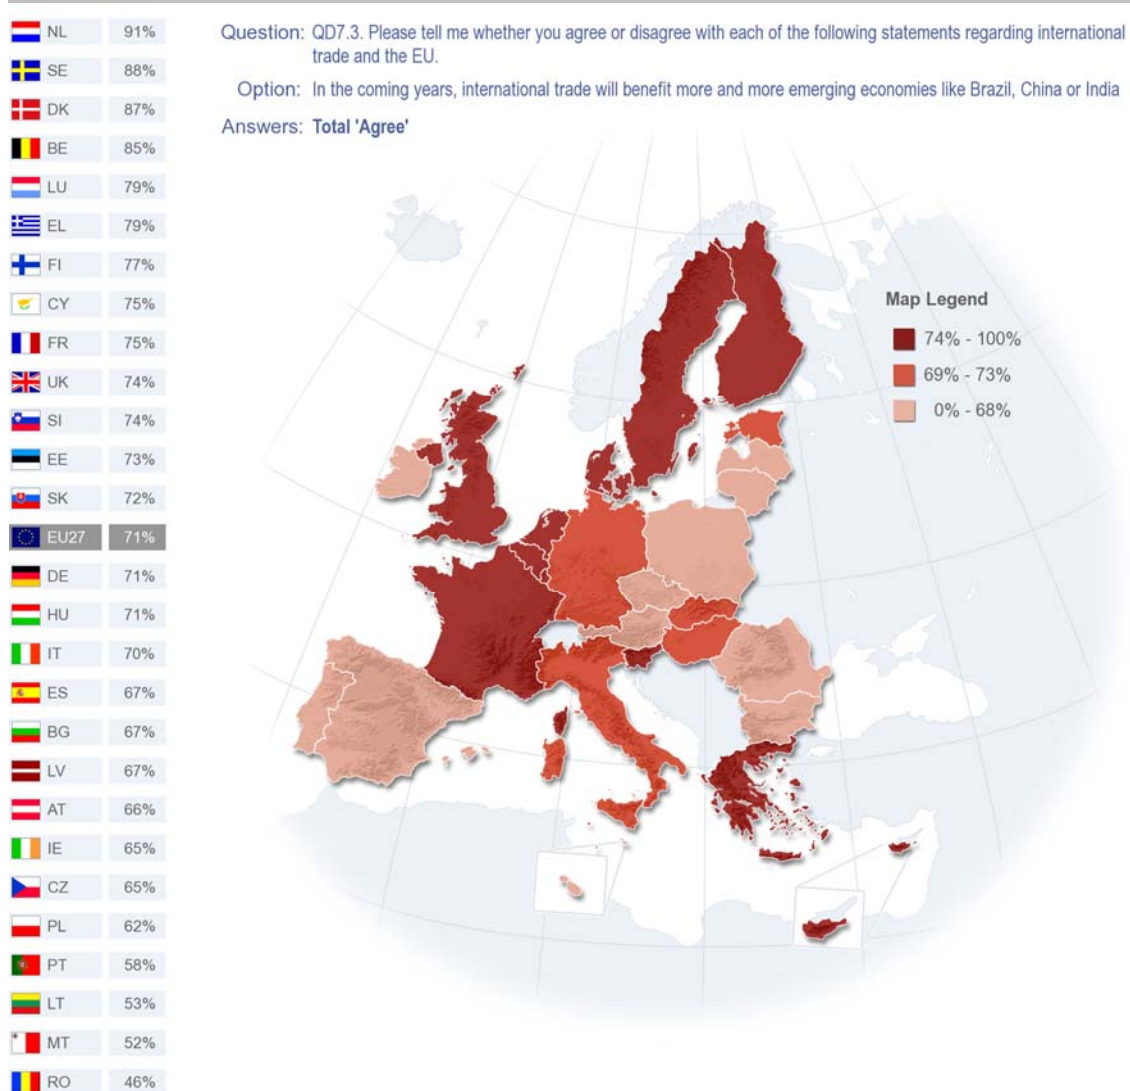 Question: QD7.3. Please tell me whether you agree or disagree with each of the following statements regarding international
trade and the EU.
Option: In the coming years, international trade will benefit more and more emerging economies like Brazil, China or India
Answers: Total 'Agree'
NL 91%
SE 88%
DK 87%
BE 85%
LU 79%
EL 79%
FI 77%
CY 75%
FR 75%
UK 74%
SI 74%
EE 73%
SK 72%
EU27 71%
DE 71%
HU 71%
IT 70%
ES 67%
BG 67%
LV 67%
AT 66%
IE 65%
CZ 65%
PL 62%
PT 58%
LT 53%
MT 52%
RO 46%
Map Legend
74% - 100%
69% - 73%
0% - 68%